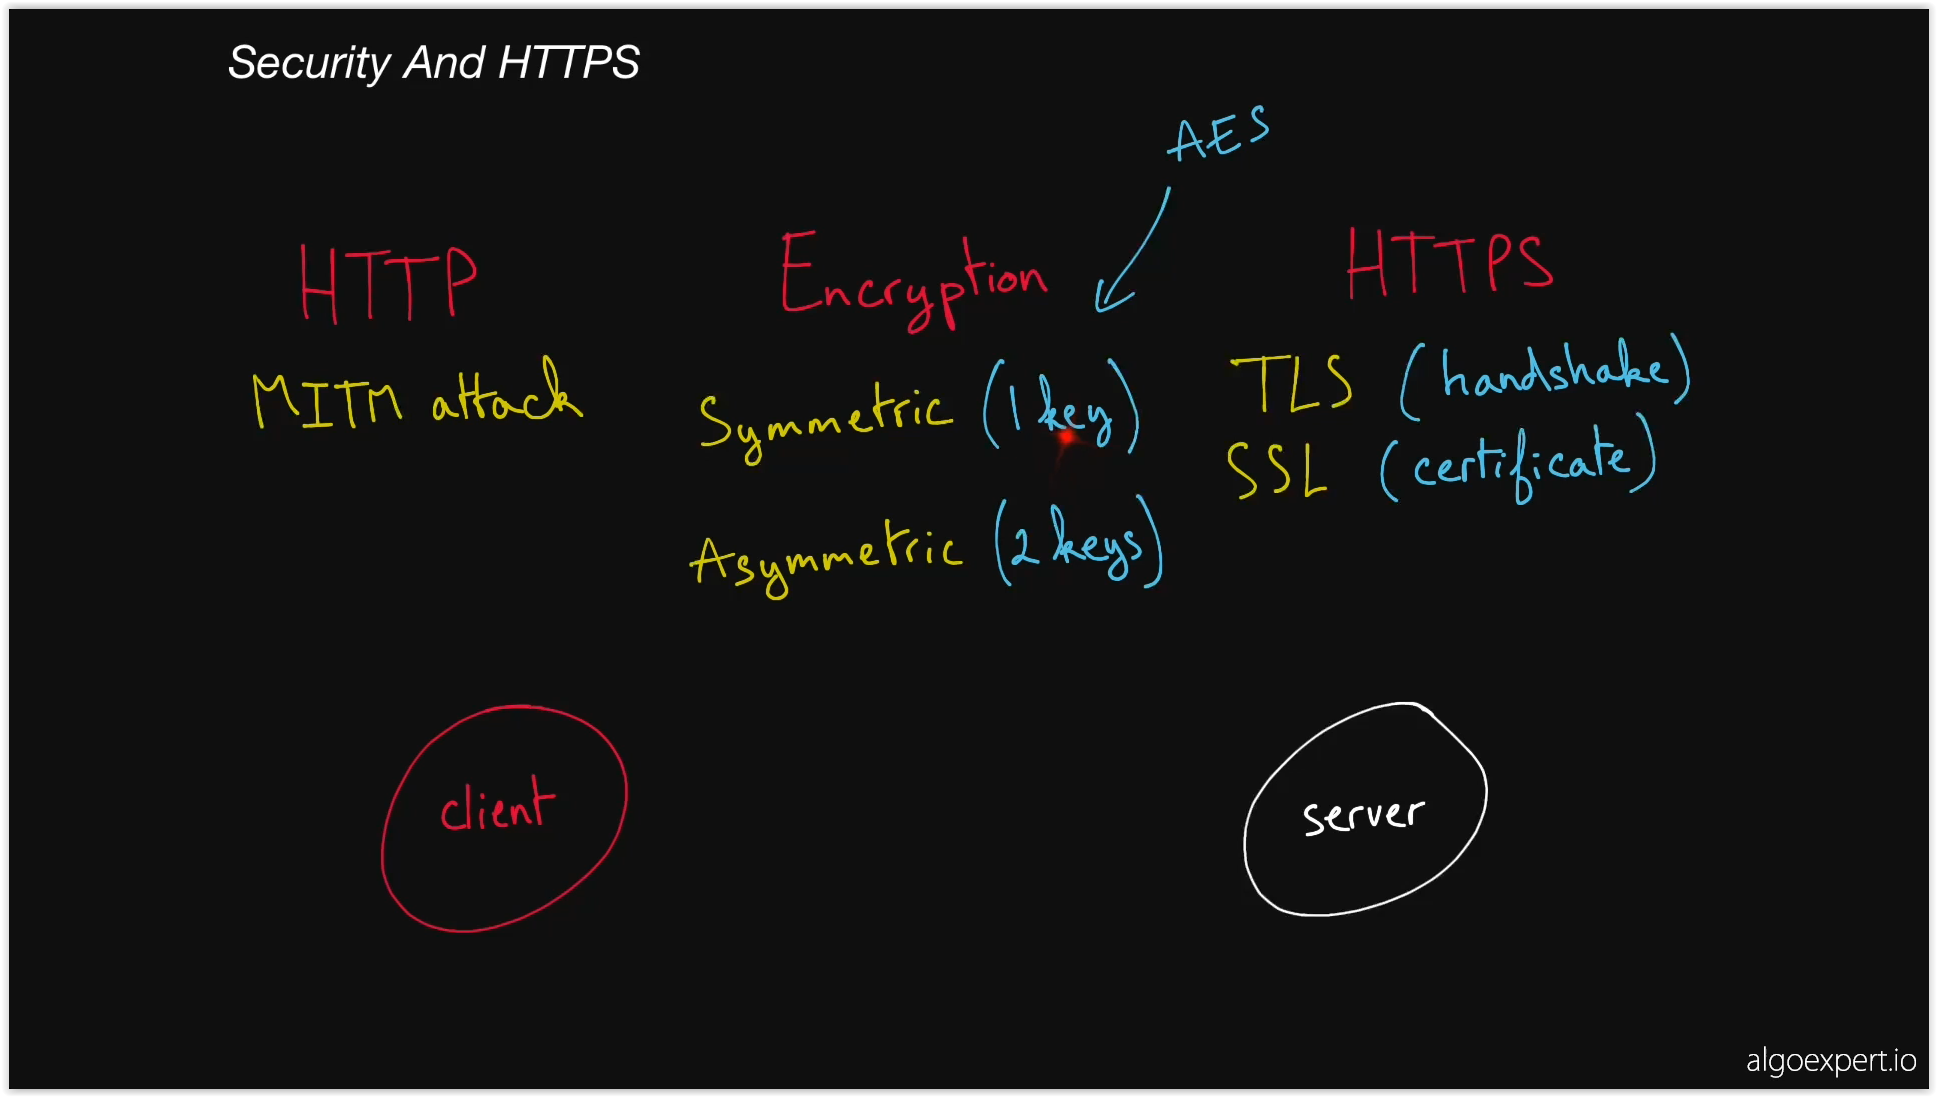 Security And HTTPS
AES
HTTP
Encryption
HTTPS
MITM attack
Symmetric (1 key)
Asymmetric (2 keys)
TLS (handshake)
SSL (certificate)
client
server
algoexpert.io